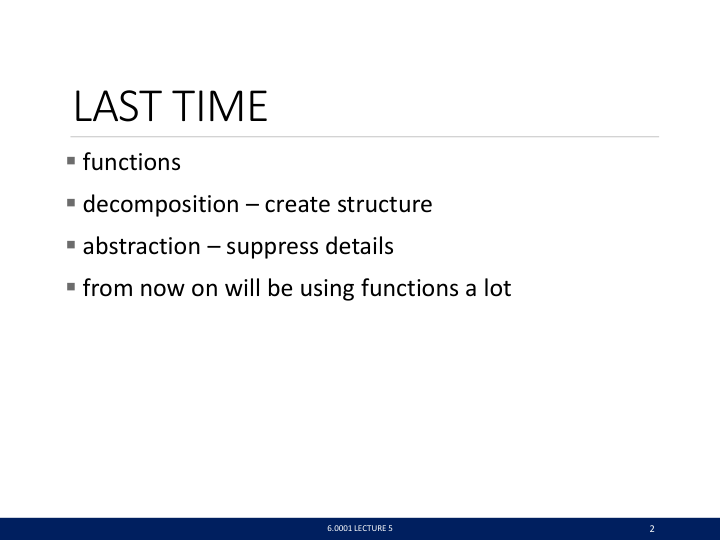 LAST TIME
▪ functions
▪ decomposition – create structure
▪ abstraction – suppress details
▪ from now on will be using functions a lot
6.0001 LECTURE 5
2